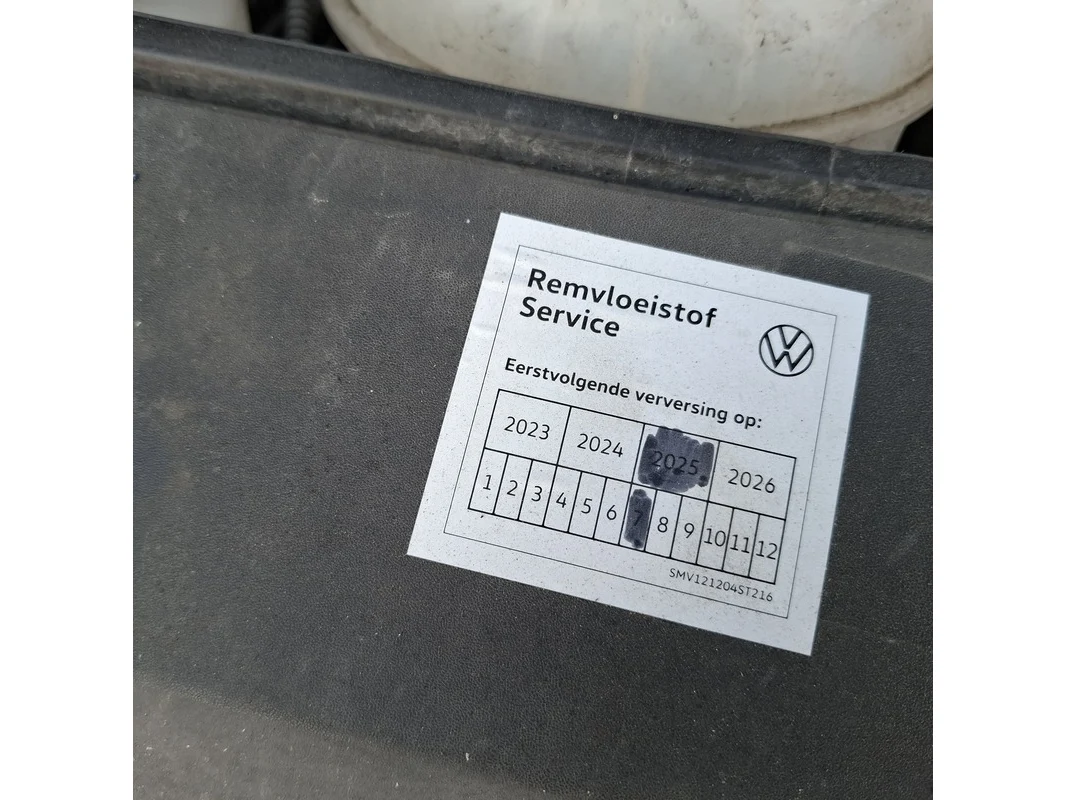 Remvloeistof
Service
Eerstvolgende verversing op:
2023 2024 2025 2026
1 2 3 4 5 6 7 8 9 10 11 12
SMV121204ST216